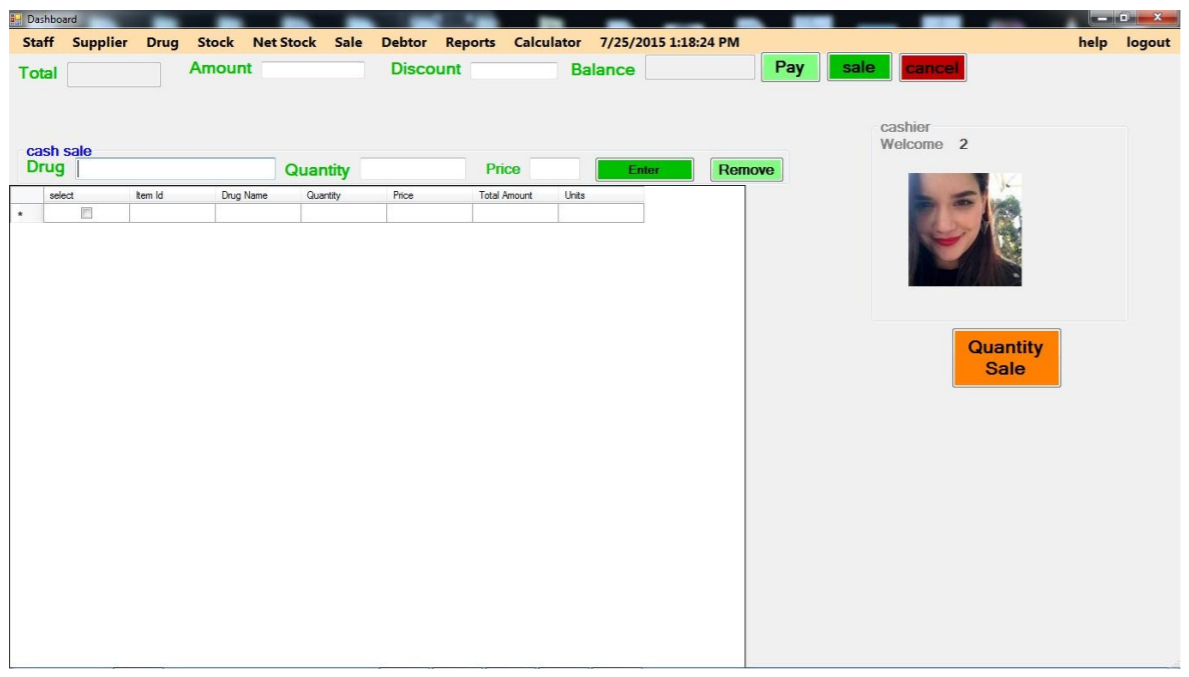 Dashboard
Staff Supplier Drug Stock Net Stock Sale Debtor Reports Calculator 7/25/2015 1:18:24 PM help logout
Total Amount Discount Balance Pay sale cancel
cashier
Welcome 2
cash sale
Drug Quantity Price Enter Remove
select Item Id Drug Name Quantity Price Total Amount Units
*
Quantity
Sale